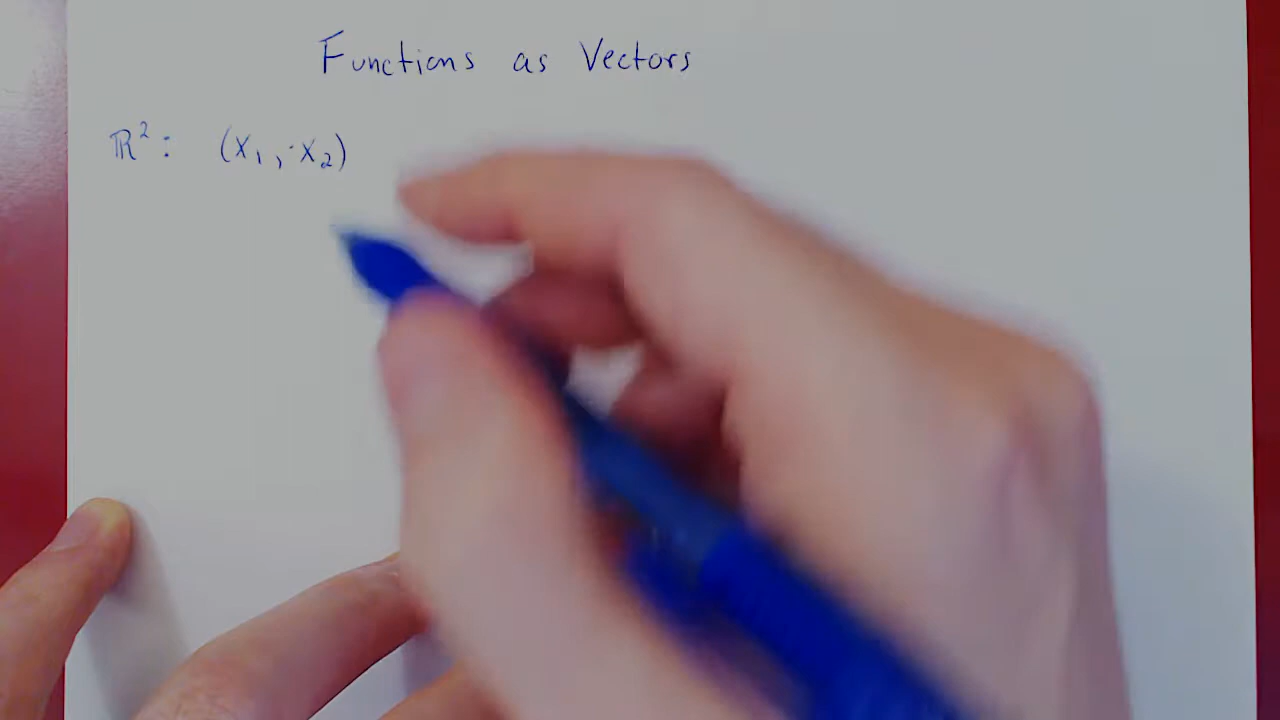 Functions as Vectors
ℝ²: (x₁, x₂)